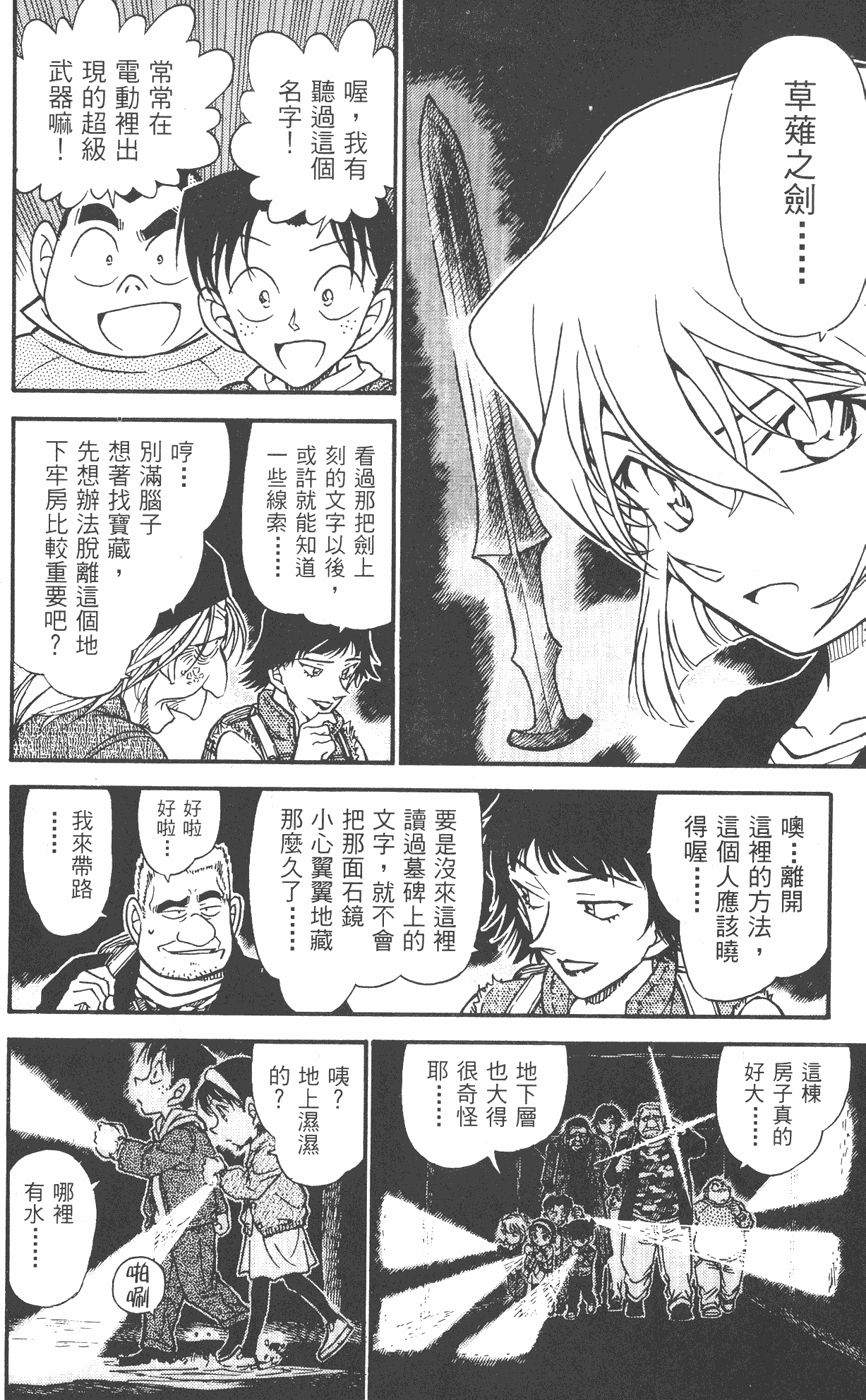 草薙之劍……
喔，我有
聽過這個
名字！
常常在
電動裡出
現的超級
武器嘛！
看過那把劍上
刻的文字以後，
或許就能知道
一些線索……
哼…
別滿腦子
想著找寶藏，
先想辦法脫離這個地
下牢房比較重要吧？
噢…離開
這裡的方法，
這個人應該曉
得喔……
要是沒來這裡
讀過墓碑上的
文字，就不會
把那面石鏡
小心翼翼地藏
那麼久了……
好啦
好啦…
我來帶路
……
這棟
房子真的
好大……
地下層
也大得
很奇怪
耶……
咦？
地上濕濕
的？
啪唰
哪裡
有水……